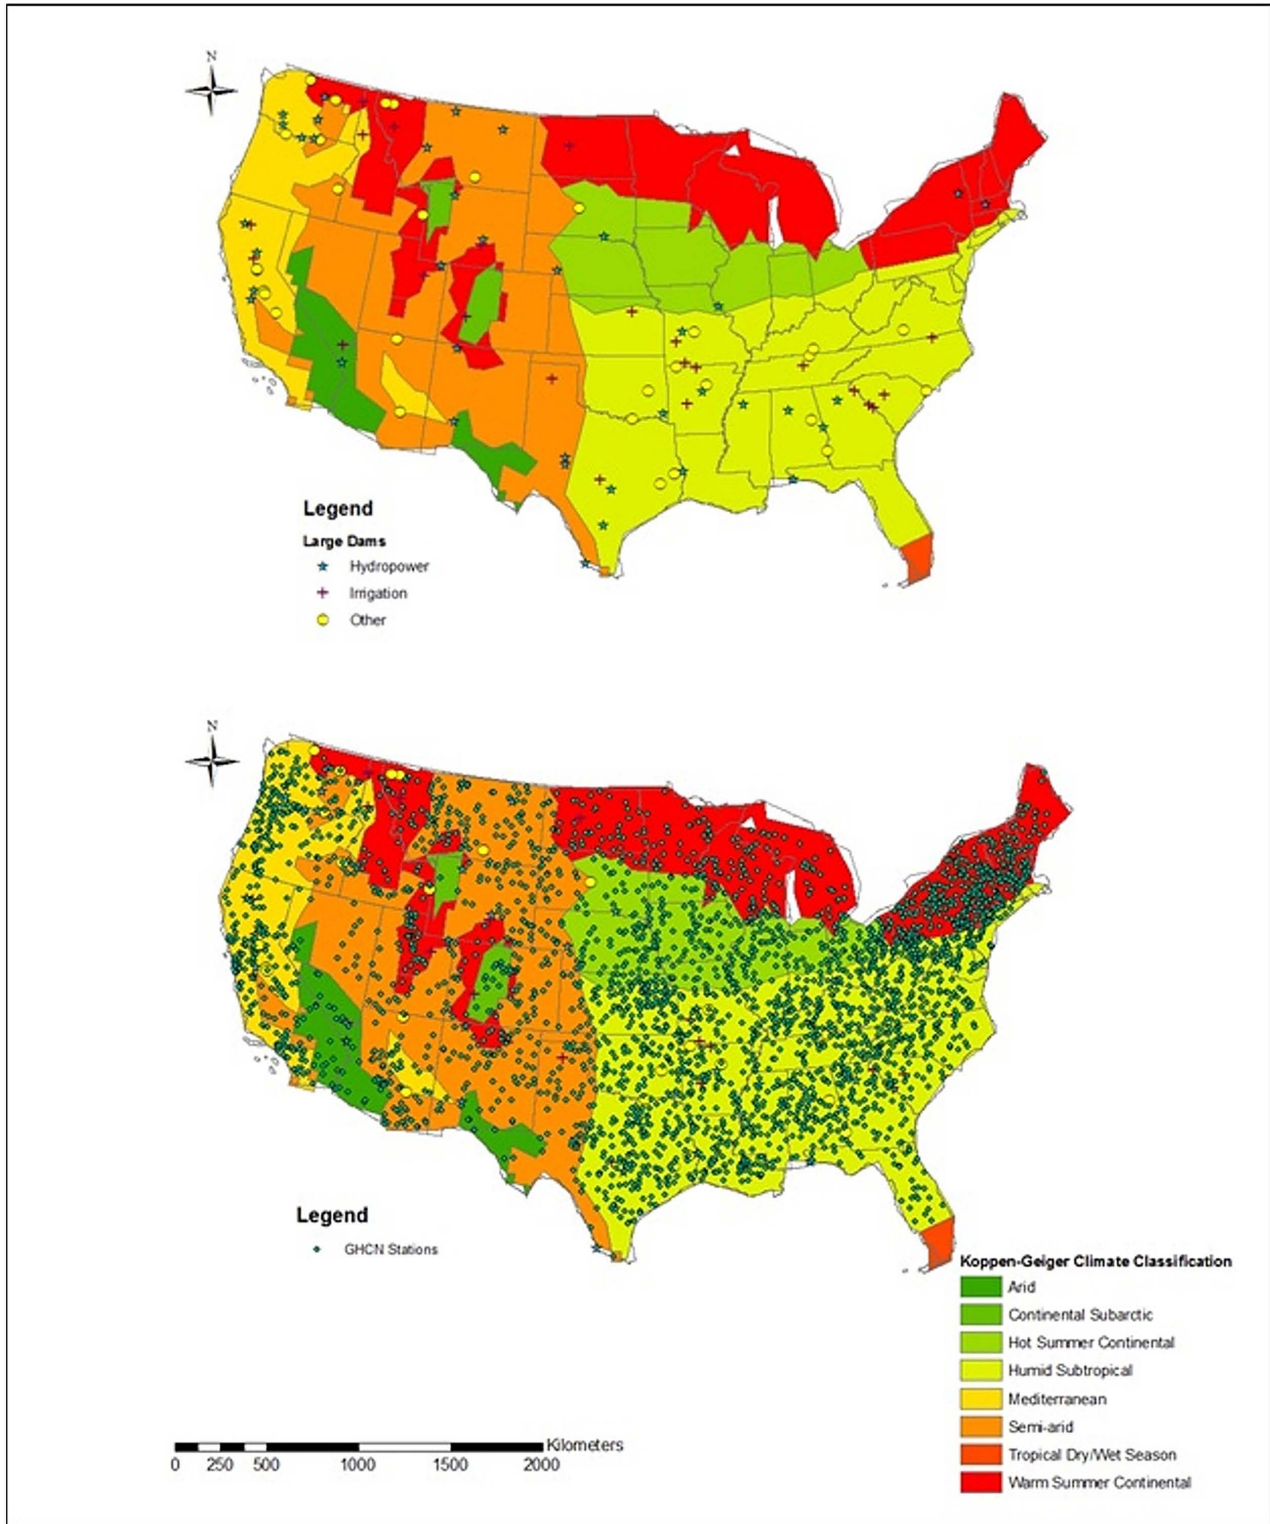 N
Legend
Large Dams
Hydropower
Irrigation
Other
N
Legend
GHCN Stations
Koppen-Geiger Climate Classification
Arid
Continental Subarctic
Hot Summer Continental
Humid Subtropical
Mediterranean
Semi-arid
Tropical Dry/Wet Season
Warm Summer Continental
Kilometers
0 250 500 1000 1500 2000